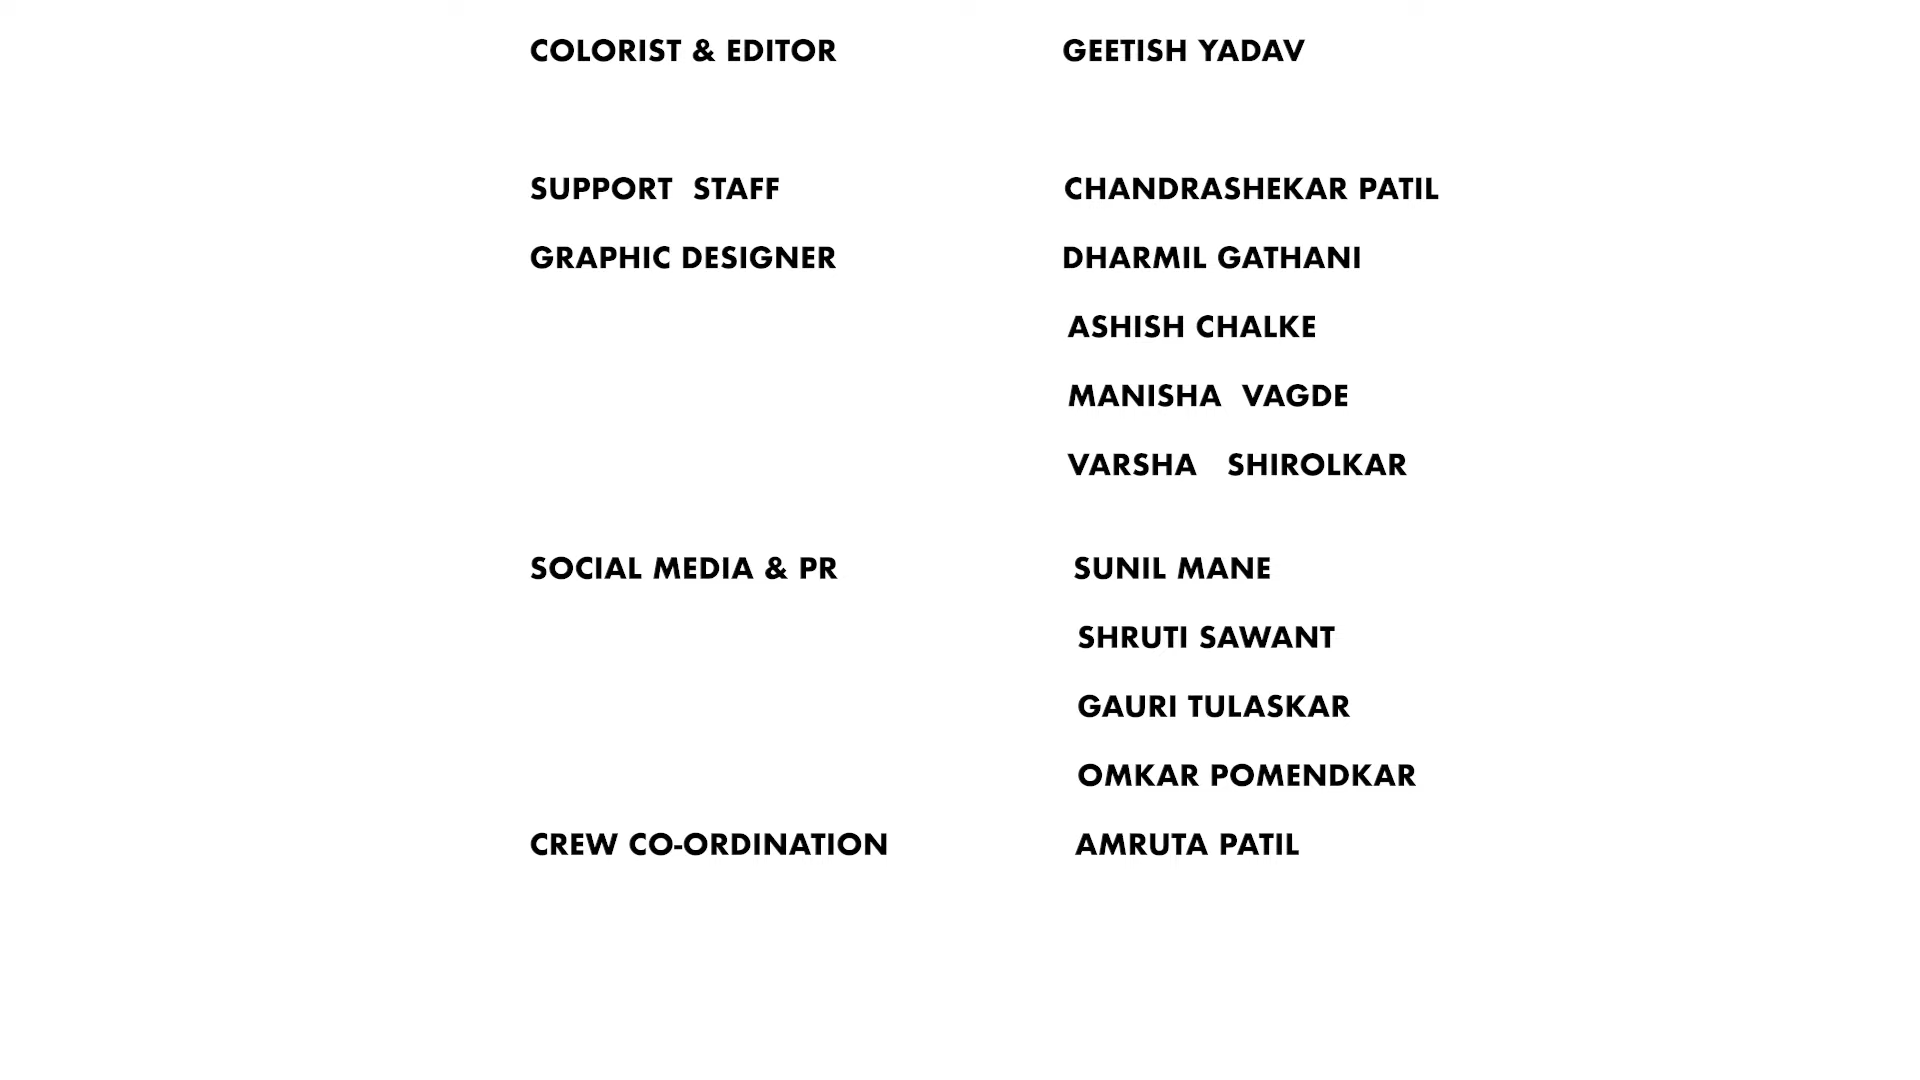 COLORIST & EDITOR GEETISH YADAV
SUPPORT STAFF CHANDRASHEKAR PATIL
GRAPHIC DESIGNER DHARMIL GATHANI
ASHISH CHALKE
MANISHA VAGDE
VARSHA SHIROLKAR
SOCIAL MEDIA & PR SUNIL MANE
SHRUTI SAWANT
GAURI TULASKAR
OMKAR POMENDKAR
CREW CO-ORDINATION AMRUTA PATIL